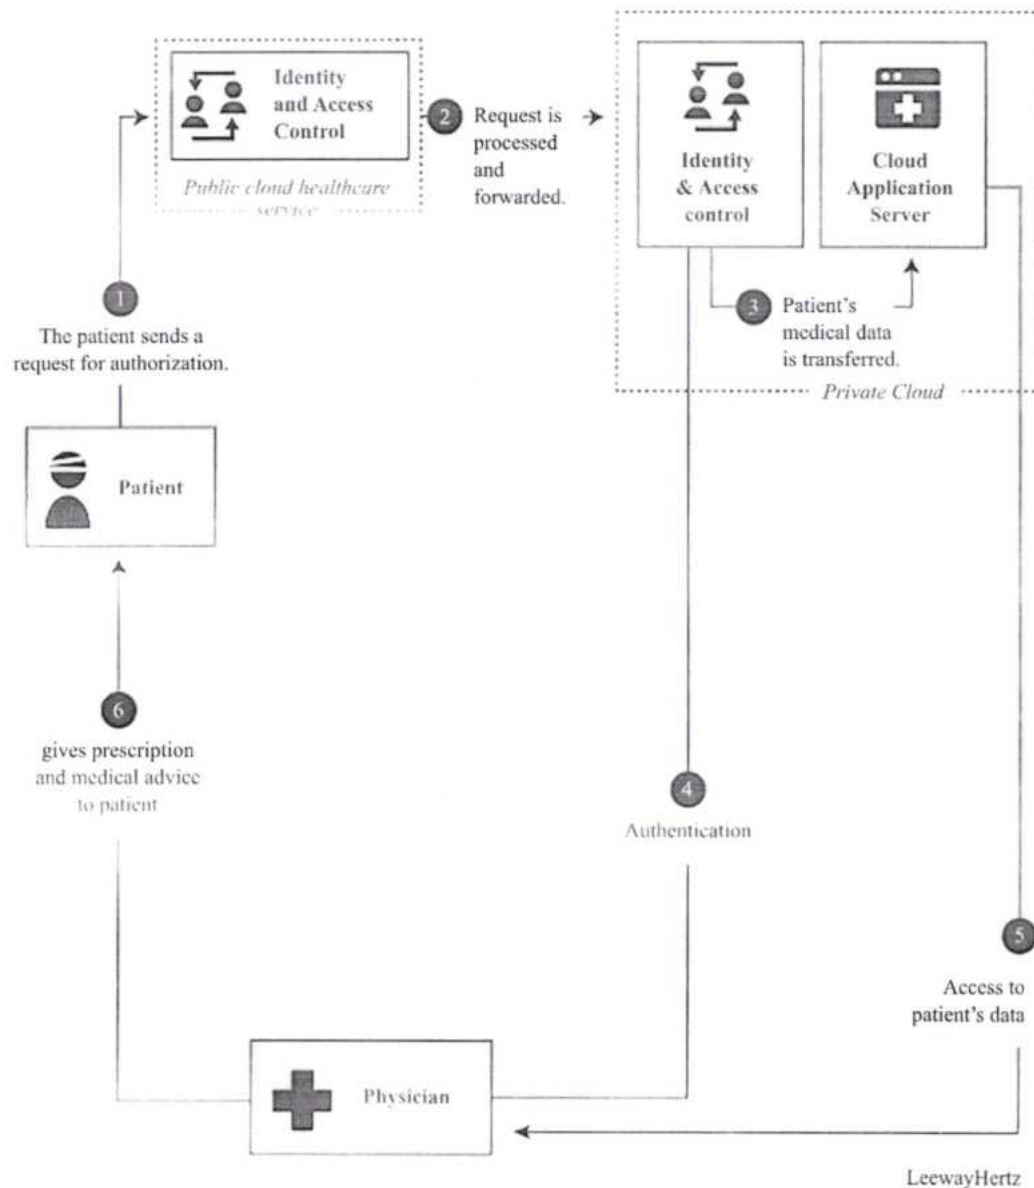 Identity
and Access
Control
Public cloud healthcare
service
2
Request is
processed
and
forwarded.
Identity
& Access
control
Cloud
Application
Server
1
The patient sends a
request for authorization.
3
Patient's
medical data
is transferred.
Private Cloud
Patient
6
gives prescription
and medical advice
to patient
4
Authentication
5
Access to
patient's data
Physician
LeewayHertz